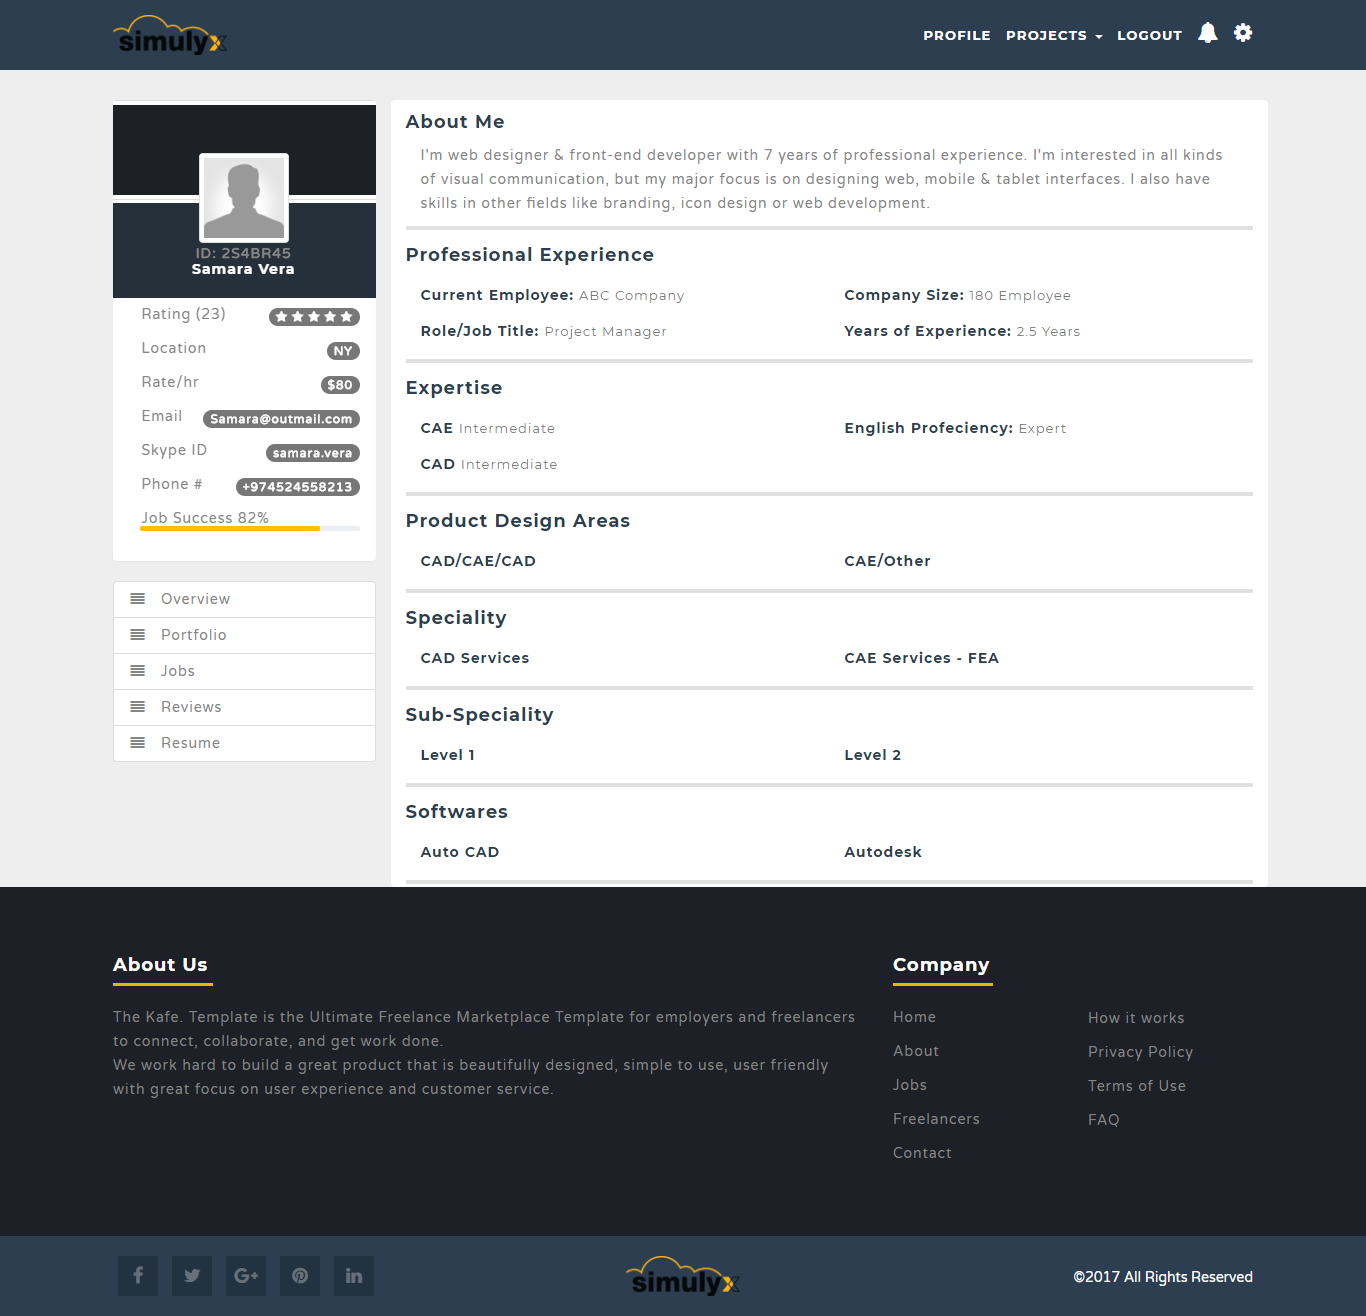 simulyx
PROFILE PROJECTS LOGOUT
ID: 2S4BR45
Samara Vera
Rating (23)
Location NY
Rate/hr $80
Email Samara@outmail.com
Skype ID samara.vera
Phone # +974524558213
Job Success 82%
Overview
Portfolio
Jobs
Reviews
Resume
About Me
I'm web designer & front-end developer with 7 years of professional experience. I'm interested in all kinds
of visual communication, but my major focus is on designing web, mobile & tablet interfaces. I also have
skills in other fields like branding, icon design or web development.
Professional Experience
Current Employee: ABC Company Company Size: 180 Employee
Role/Job Title: Project Manager Years of Experience: 2.5 Years
Expertise
CAE Intermediate English Profeciency: Expert
CAD Intermediate
Product Design Areas
CAD/CAE/CAD CAE/Other
Speciality
CAD Services CAE Services - FEA
Sub-Speciality
Level 1 Level 2
Softwares
Auto CAD Autodesk
About Us
The Kafe. Template is the Ultimate Freelance Marketplace Template for employers and freelancers
to connect, collaborate, and get work done.
We work hard to build a great product that is beautifully designed, simple to use, user friendly
with great focus on user experience and customer service.
Company
Home How it works
About Privacy Policy
Jobs Terms of Use
Freelancers FAQ
Contact
simulyx
©2017 All Rights Reserved